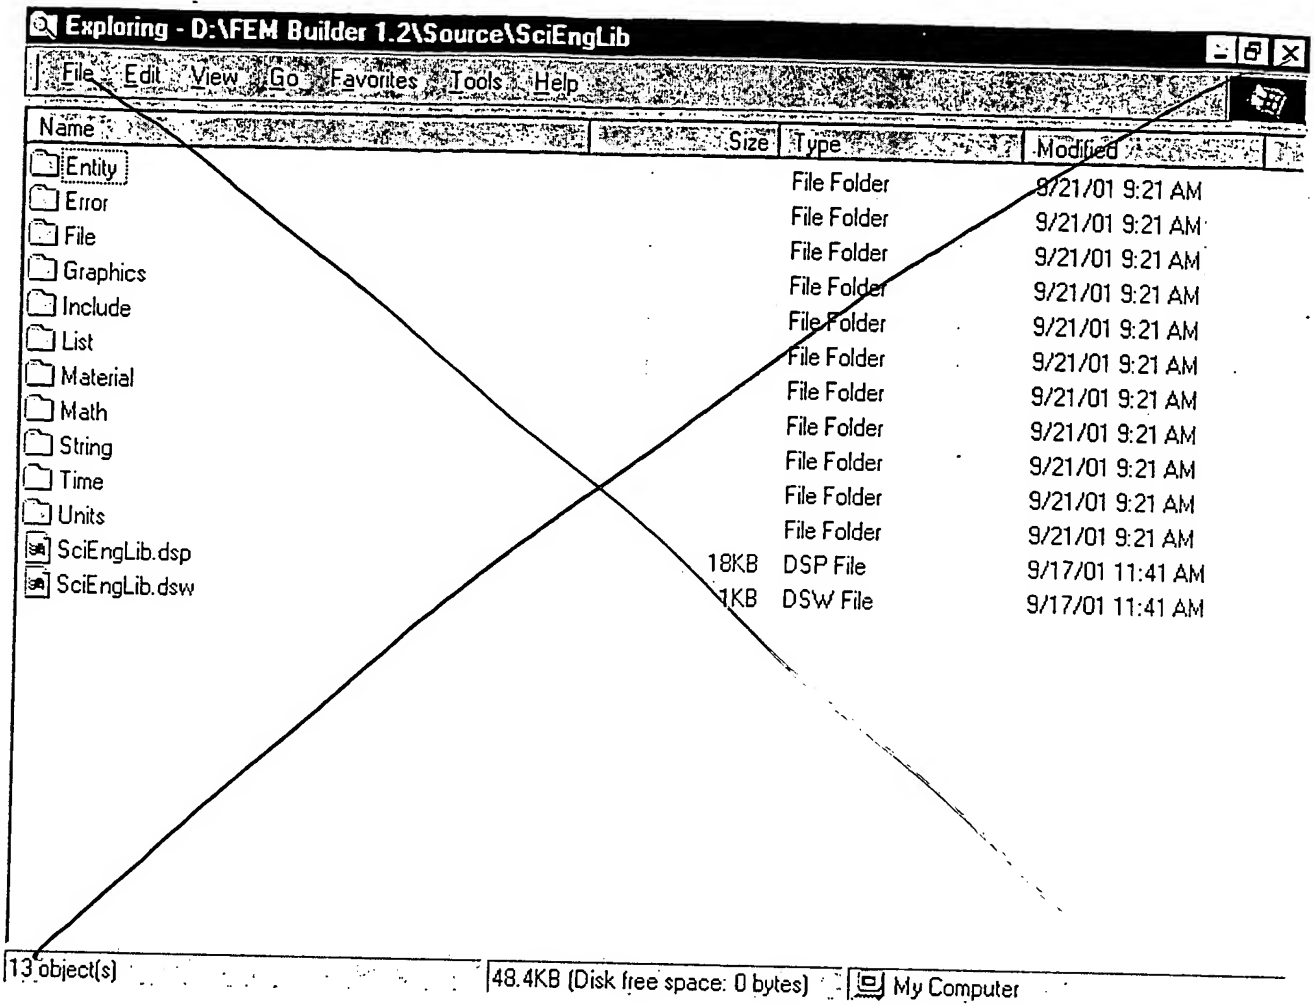 Exploring - D:\FEM Builder 1.2\Source\SciEngLib
File Edit View Go Favorites Tools Help
Name Size Type Modified
Entity File Folder 9/21/01 9:21 AM
Error File Folder 9/21/01 9:21 AM
File File Folder 9/21/01 9:21 AM
Graphics File Folder 9/21/01 9:21 AM
Include File Folder 9/21/01 9:21 AM
List File Folder 9/21/01 9:21 AM
Material File Folder 9/21/01 9:21 AM
Math File Folder 9/21/01 9:21 AM
String File Folder 9/21/01 9:21 AM
Time File Folder 9/21/01 9:21 AM
Units File Folder 9/21/01 9:21 AM
SciEngLib.dsp 18KB DSP File 9/17/01 11:41 AM
SciEngLib.dsw 1KB DSW File 9/17/01 11:41 AM
13 object(s) 48.4KB (Disk free space: 0 bytes) My Computer